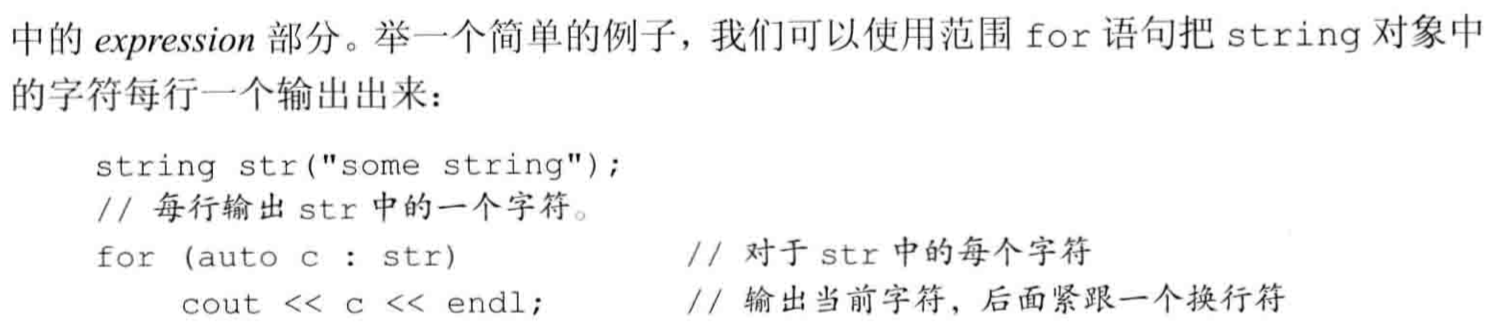 中的 expression 部分。举一个简单的例子，我们可以使用范围 for 语句把 string 对象中
的字符每行一个输出出来：
string str("some string");
// 每行输出 str 中的一个字符。
for (auto c : str) // 对于 str 中的每个字符
cout << c << endl; // 输出当前字符，后面紧跟一个换行符